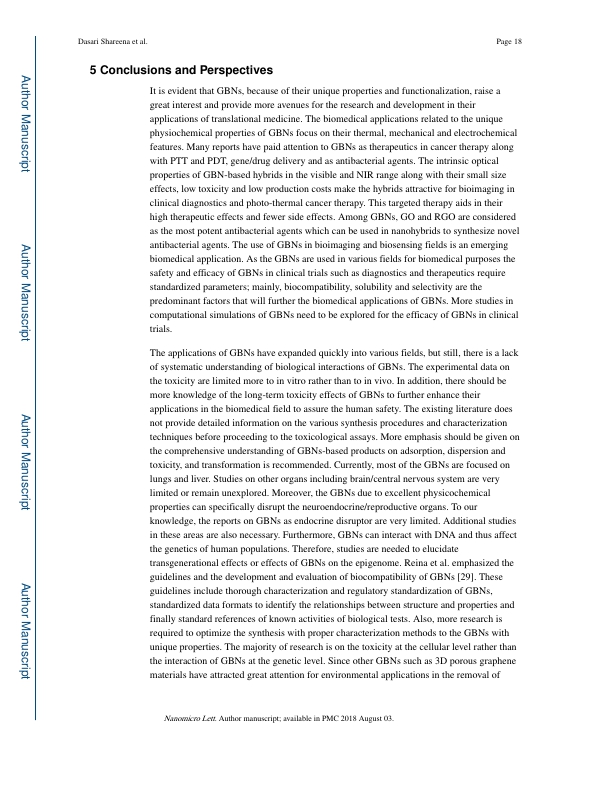 Dasari Shareena et al.
Page 18
5 Conclusions and Perspectives
It is evident that GBNs, because of their unique properties and functionalization, raise a
great interest and provide more avenues for the research and development in their
applications of translational medicine. The biomedical applications related to the unique
physiochemical properties of GBNs focus on their thermal, mechanical and electrochemical
features. Many reports have paid attention to GBNs as therapeutics in cancer therapy along
with PTT and PDT, gene/drug delivery and as antibacterial agents. The intrinsic optical
properties of GBN-based hybrids in the visible and NIR range along with their small size
effects, low toxicity and low production costs make the hybrids attractive for bioimaging in
clinical diagnostics and photo-thermal cancer therapy. This targeted therapy aids in their
high therapeutic effects and fewer side effects. Among GBNs, GO and RGO are considered
as the most potent antibacterial agents which can be used in nanohybrids to synthesize novel
antibacterial agents. The use of GBNs in bioimaging and biosensing fields is an emerging
biomedical application. As the GBNs are used in various fields for biomedical purposes the
safety and efficacy of GBNs in clinical trials such as diagnostics and therapeutics require
standardized parameters; mainly, biocompatibility, solubility and selectivity are the
predominant factors that will further the biomedical applications of GBNs. More studies in
computational simulations of GBNs need to be explored for the efficacy of GBNs in clinical
trials.
The applications of GBNs have expanded quickly into various fields, but still, there is a lack
of systematic understanding of biological interactions of GBNs. The experimental data on
the toxicity are limited more to in vitro rather than to in vivo. In addition, there should be
more knowledge of the long-term toxicity effects of GBNs to further enhance their
applications in the biomedical field to assure the human safety. The existing literature does
not provide detailed information on the various synthesis procedures and characterization
techniques before proceeding to the toxicological assays. More emphasis should be given on
the comprehensive understanding of GBNs-based products on adsorption, dispersion and
toxicity, and transformation is recommended. Currently, most of the GBNs are focused on
lungs and liver. Studies on other organs including brain/central nervous system are very
limited or remain unexplored. Moreover, the GBNs due to excellent physicochemical
properties can specifically disrupt the neuroendocrine/reproductive organs. To our
knowledge, the reports on GBNs as endocrine disruptor are very limited. Additional studies
in these areas are also necessary. Furthermore, GBNs can interact with DNA and thus affect
the genetics of human populations. Therefore, studies are needed to elucidate
transgenerational effects or effects of GBNs on the epigenome. Reina et al. emphasized the
guidelines and the development and evaluation of biocompatibility of GBNs [29]. These
guidelines include thorough characterization and regulatory standardization of GBNs,
standardized data formats to identify the relationships between structure and properties and
finally standard references of known activities of biological tests. Also, more research is
required to optimize the synthesis with proper characterization methods to the GBNs with
unique properties. The majority of research is on the toxicity at the cellular level rather than
the interaction of GBNs at the genetic level. Since other GBNs such as 3D porous graphene
materials have attracted great attention for environmental applications in the removal of
Nanomicro Lett. Author manuscript; available in PMC 2018 August 03.
Author Manuscript
Author Manuscript
Author Manuscript
Author Manuscript